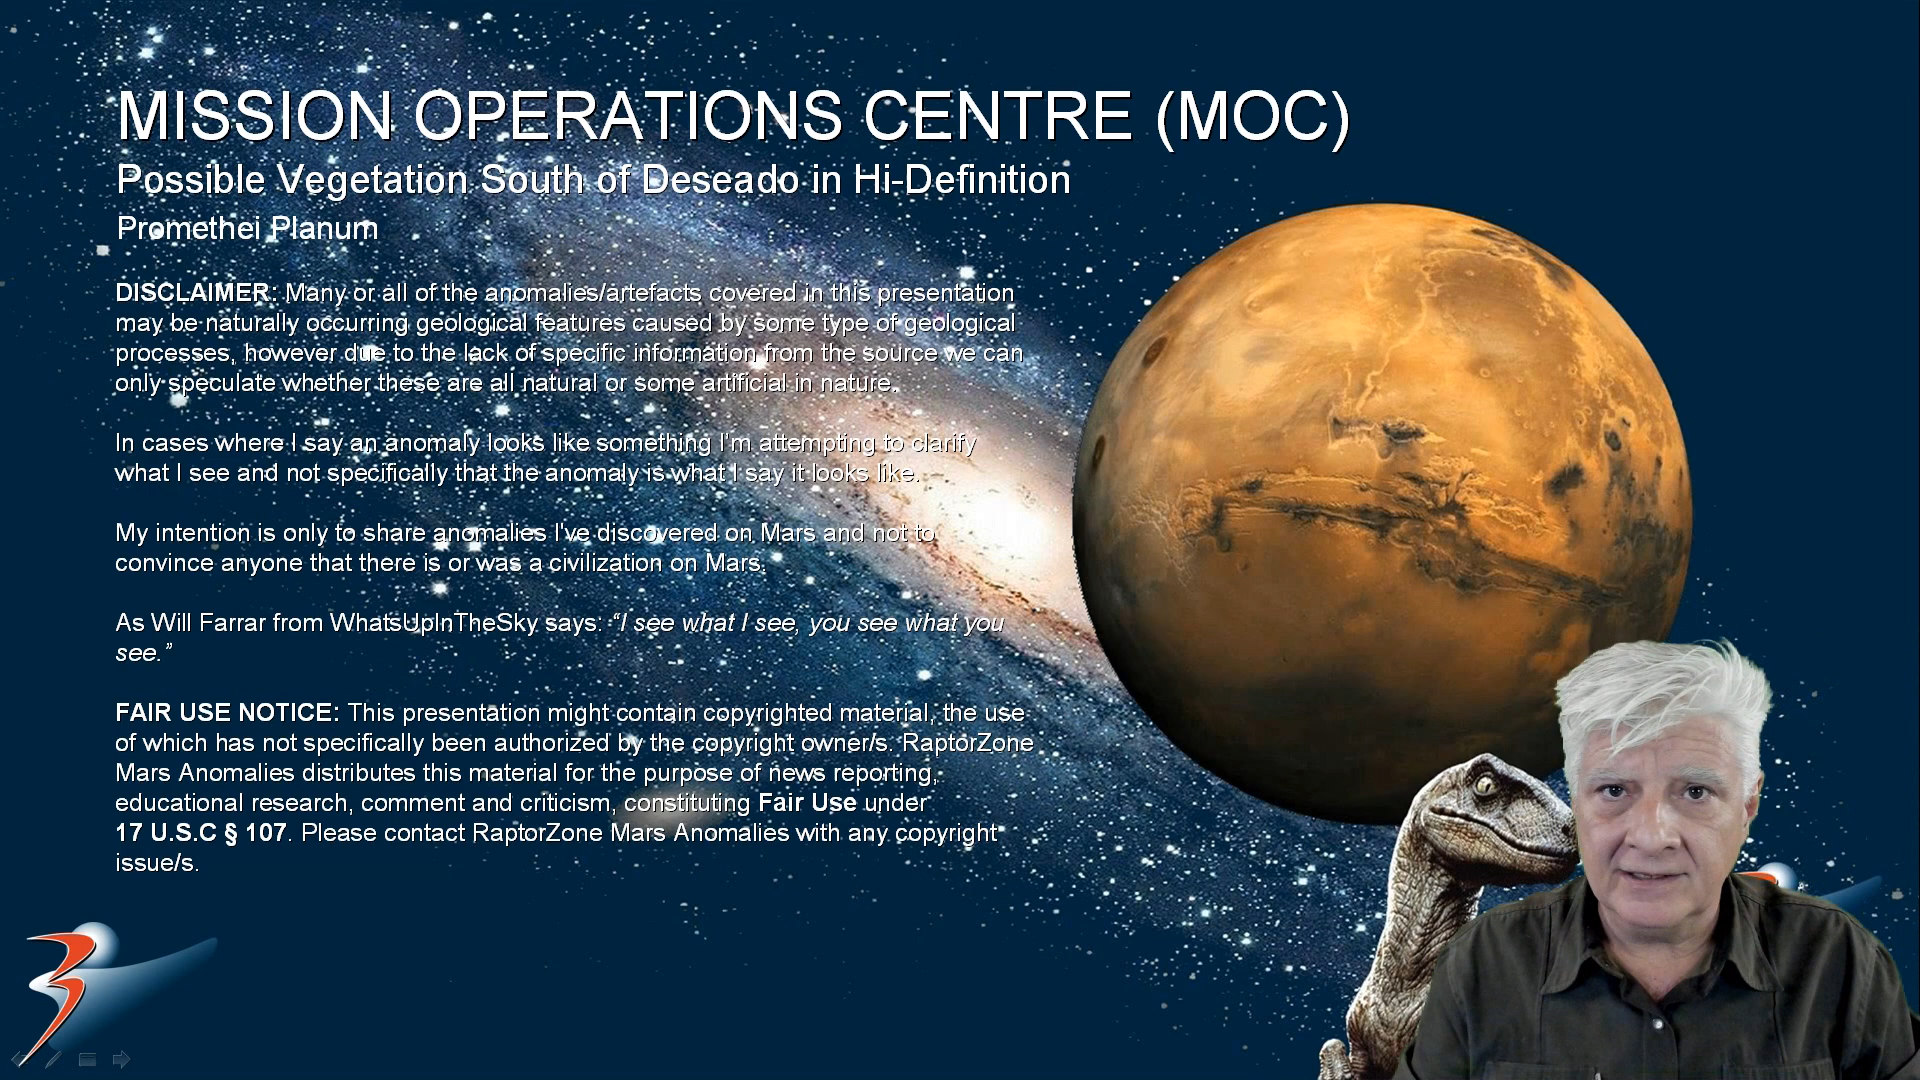 MISSION OPERATIONS CENTRE (MOC)
Possible Vegetation South of Deseado in Hi-Definition
Promethei Planum
DISCLAIMER: Many or all of the anomalies/artefacts covered in this presentation
may be naturally occurring geological features caused by some type of geological
processes, however due to the lack of specific information from the source we can
only speculate whether these are all natural or some artificial in nature.
In cases where I say an anomaly looks like something I'm attempting to clarify
what I see and not specifically that the anomaly is what I say it looks like.
My intention is only to share anomalies I've discovered on Mars and not to
convince anyone that there is or was a civilization on Mars.
As Will Farrar from WhatsUpInTheSky says: “I see what I see, you see what you
see.”
FAIR USE NOTICE: This presentation might contain copyrighted material, the use
of which has not specifically been authorized by the copyright owner/s. RaptorZone
Mars Anomalies distributes this material for the purpose of news reporting,
educational research, comment and criticism, constituting Fair Use under
17 U.S.C § 107. Please contact RaptorZone Mars Anomalies with any copyright
issue/s.